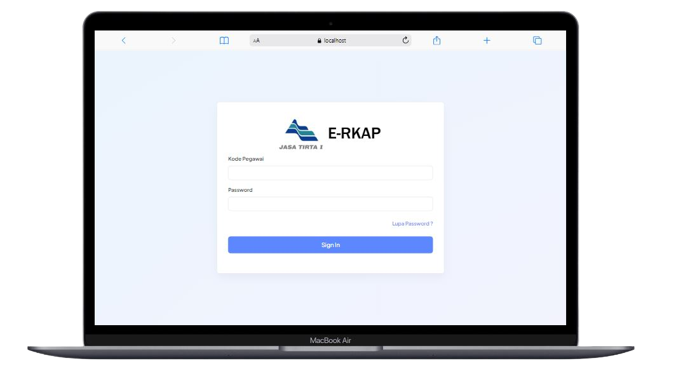 AA
localhost
E-RKAP
JASA TIRTA I
Kode Pegawai
Password
Lupa Password?
Sign In
MacBook Air